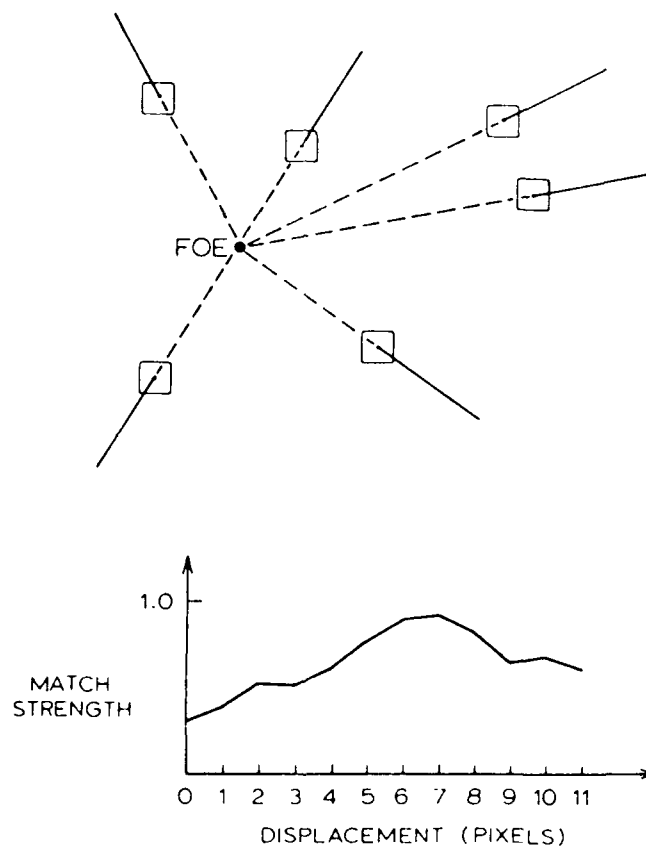 FOE
1.0
MATCH
STRENGTH
0 1 2 3 4 5 6 7 8 9 10 11
DISPLACEMENT (PIXELS)